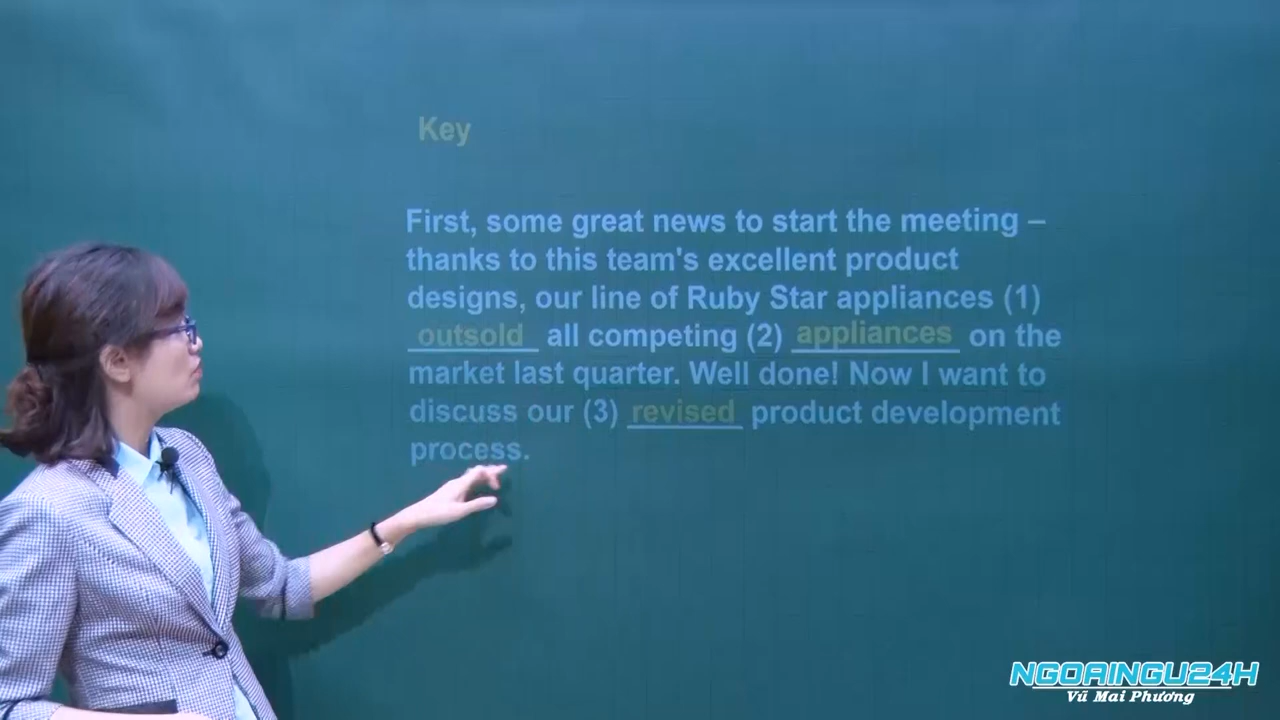 Key
First, some great news to start the meeting –
thanks to this team's excellent product
designs, our line of Ruby Star appliances (1)
outsold all competing (2) appliances on the
market last quarter. Well done! Now I want to
discuss our (3) revised product development
process.
NGOAINGU24H
Vũ Mai Phương